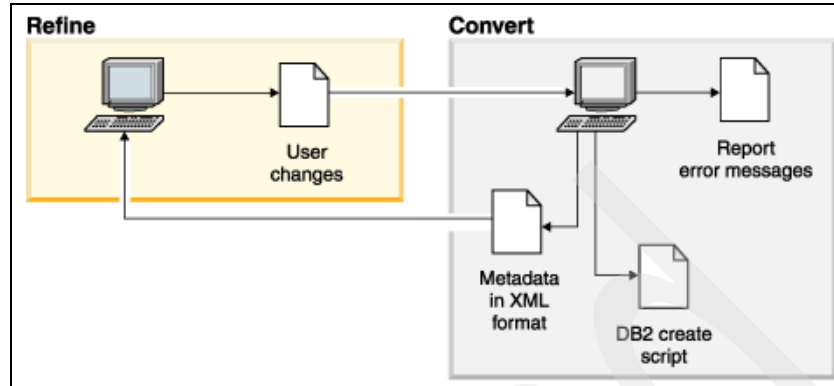 Refine
Convert
User
changes
Report
error messages
Metadata
in XML
format
DB2 create
script